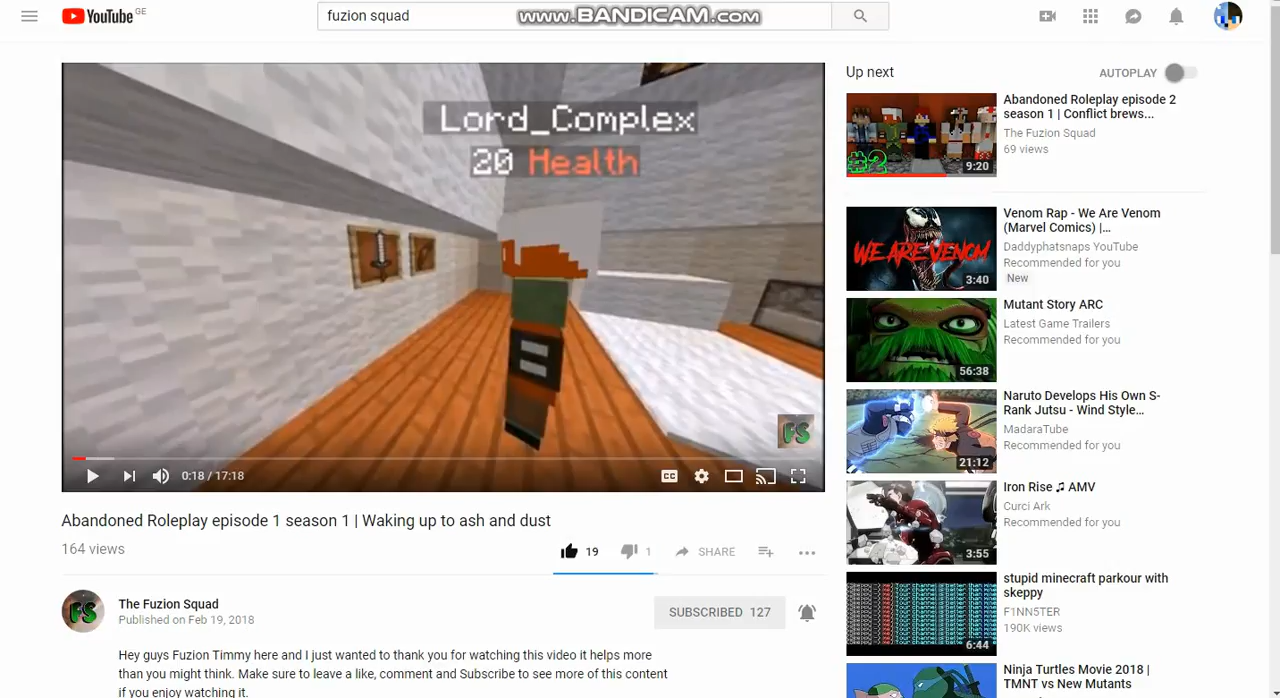 YouTube GE
fuzion squad
www.BANDICAM.com
Lord_Complex
20 Health
FS
0:18 / 17:18
CC
Abandoned Roleplay episode 1 season 1 | Waking up to ash and dust
164 views
19
1
SHARE
FS
The Fuzion Squad
Published on Feb 19, 2018
SUBSCRIBED 127
Hey guys Fuzion Timmy here and I just wanted to thank you for watching this video it helps more
than you might think. Make sure to leave a like, comment and Subscribe to see more of this content
if you enjoy watching it.
Up next
AUTOPLAY
#2
9:20
Abandoned Roleplay episode 2
season 1 | Conflict brews...
The Fuzion Squad
69 views
WE ARE VENOM
3:40
Venom Rap - We Are Venom
(Marvel Comics) |...
Daddyphatsnaps YouTube
Recommended for you
New
56:38
Mutant Story ARC
Latest Game Trailers
Recommended for you
21:12
Naruto Develops His Own S-
Rank Jutsu - Wind Style...
MadaraTube
Recommended for you
3:55
Iron Rise ♫ AMV
Curci Ark
Recommended for you
6:44
stupid minecraft parkour with
skeppy
F1NN5TER
190K views
Ninja Turtles Movie 2018 |
TMNT vs New Mutants